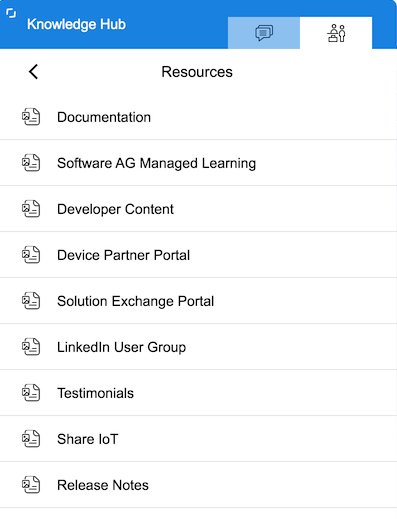 Knowledge Hub
Resources
Documentation
Software AG Managed Learning
Developer Content
Device Partner Portal
Solution Exchange Portal
LinkedIn User Group
Testimonials
Share IoT
Release Notes